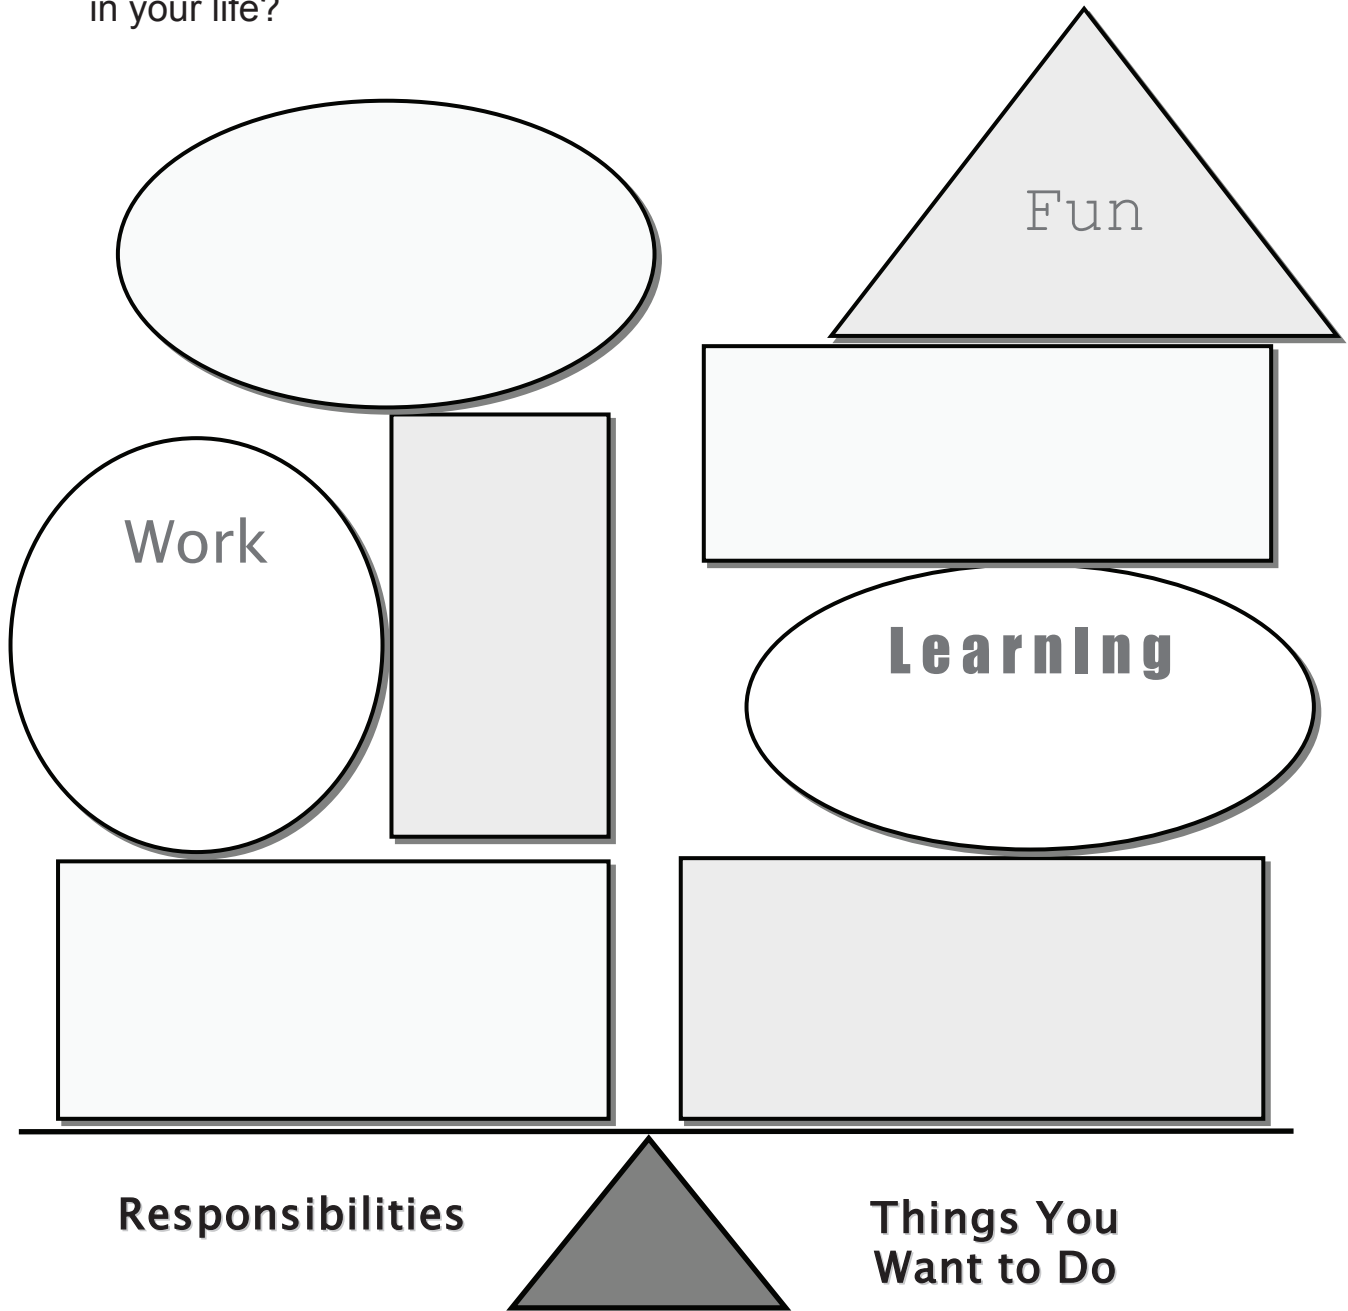 in your life?
Fun
Work
LearnIng
Responsibilities
Things You
Want to Do